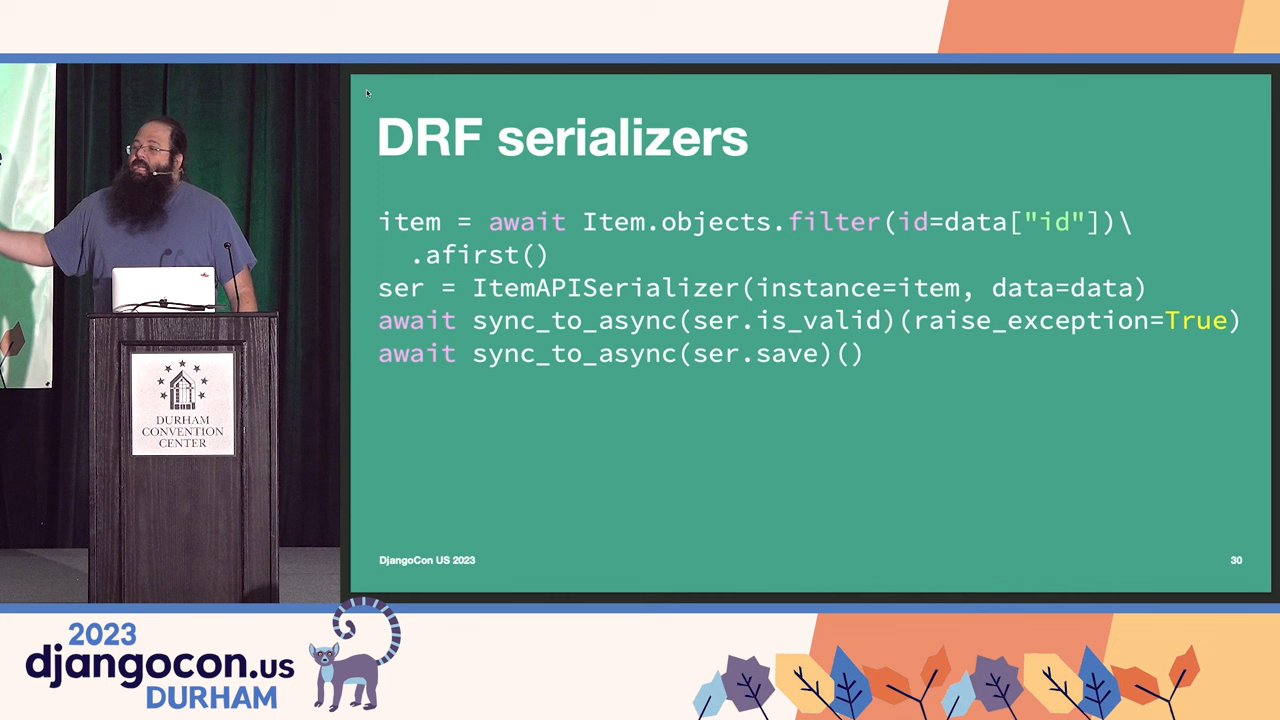 DRF serializers
item = await Item.objects.filter(id=data["id"])\
.afirst()
ser = ItemAPISerializer(instance=item, data=data)
await sync_to_async(ser.is_valid)(raise_exception=True)
await sync_to_async(ser.save)()
DjangoCon US 2023
30
DURHAM
CONVENTION
CENTER
2023
djangocon.us
DURHAM